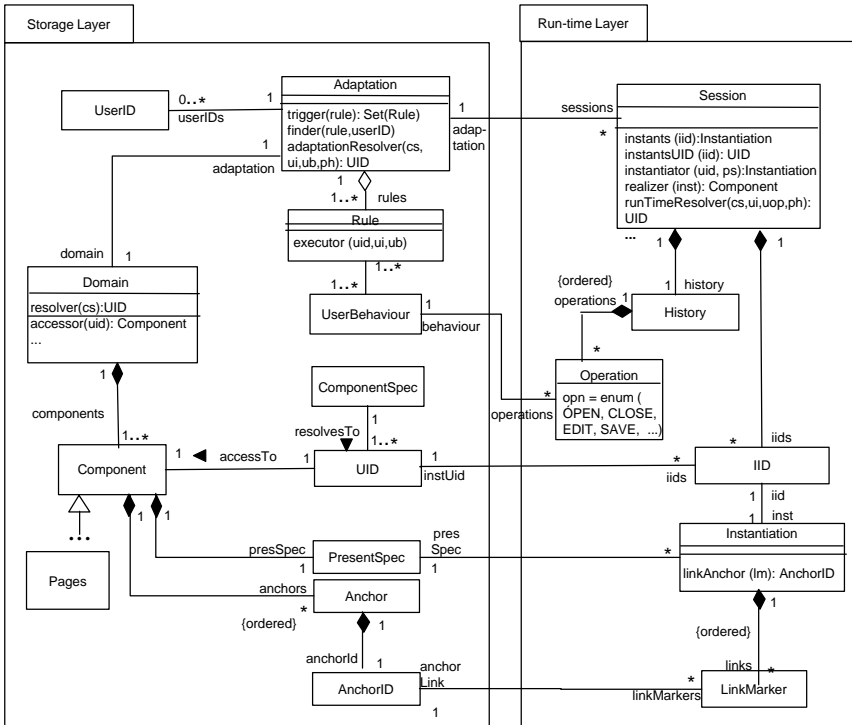 Storage Layer
Run-time Layer
UserID
0..*
userIDs
1
Adaptation
trigger(rule): Set(Rule)
finder(rule,userID)
adaptationResolver(cs,
ui,ub,ph): UID
1
adap-
tation
sessions
*
Session
instants (iid):Instantiation
instantsUID (iid): UID
instantiator (uid, ps):Instantiation
realizer (inst): Component
runTimeResolver(cs,ui,uop,ph):
UID
...
1
adaptation
1
1..*
rules
Rule
executor (uid,ui,ub)
1..*
1..*
UserBehaviour
1
behaviour
domain
1
Domain
resolver(cs):UID
accessor(uid): Component
...
1
1
1
history
{ordered}
operations
1
History
*
Operation
opn = enum (
OPEN, CLOSE,
EDIT, SAVE, ...)
*
operations
1
components
1..*
ComponentSpec
1
resolvesTo
1..*
Component
1
accessTo
1
UID
1
instUid
*
iids
*
iids
IID
1
iid
inst
1
Instantiation
linkAnchor (lm): AnchorID
1
1
...
Pages
presSpec
1
PresentSpec
pres
Spec
1
*
anchors
*
{ordered}
Anchor
1
anchorId
1
AnchorID
anchor
Link
1
1
{ordered}
links
*
*
linkMarkers
LinkMarker